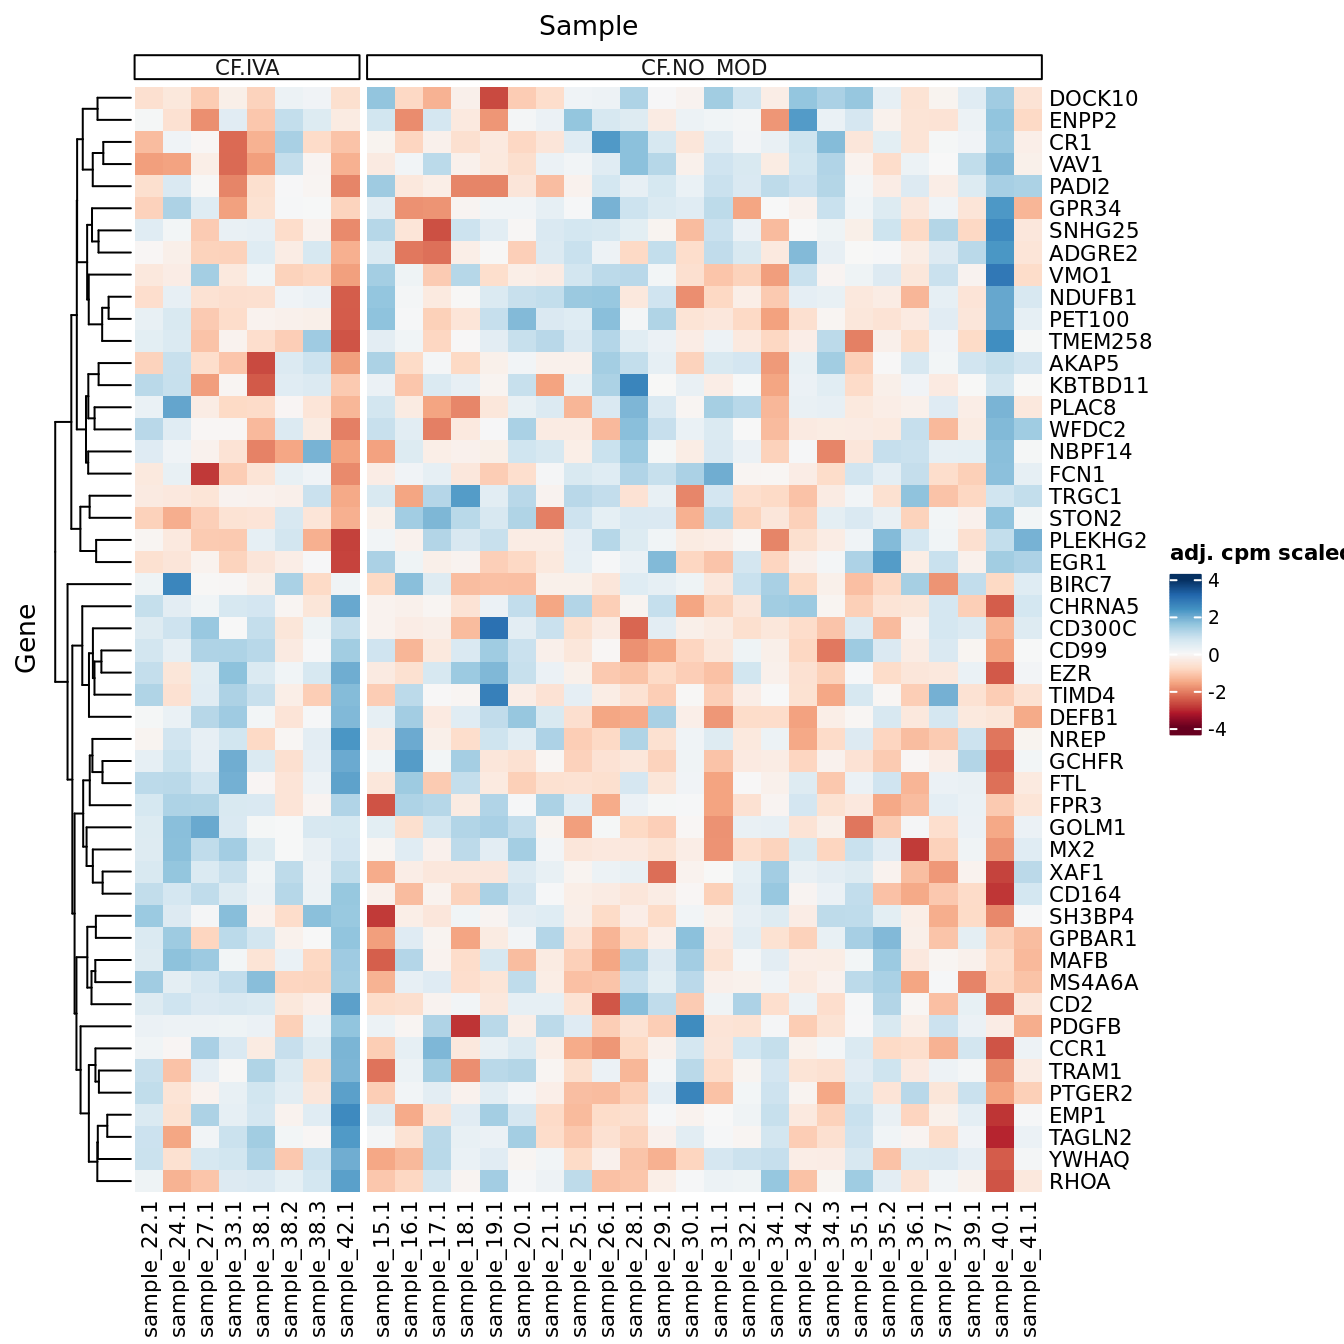 Sample
CF.IVA
CF.NO_MOD
DOCK10
ENPP2
CR1
VAV1
PADI2
GPR34
SNHG25
ADGRE2
VMO1
NDUFB1
PET100
TMEM258
AKAP5
KBTBD11
PLAC8
WFDC2
NBPF14
FCN1
TRGC1
STON2
PLEKHG2
EGR1
BIRC7
CHRNA5
CD300C
CD99
EZR
TIMD4
DEFB1
NREP
GCHFR
FTL
FPR3
GOLM1
MX2
XAF1
CD164
SH3BP4
GPBAR1
MAFB
MS4A6A
CD2
PDGFB
CCR1
TRAM1
PTGER2
EMP1
TAGLN2
YWHAQ
RHOA
Gene
adj. cpm scaled
4
2
0
-2
-4
sample_22.1
sample_24.1
sample_27.1
sample_33.1
sample_38.1
sample_38.2
sample_38.3
sample_42.1
sample_15.1
sample_16.1
sample_17.1
sample_18.1
sample_19.1
sample_20.1
sample_21.1
sample_25.1
sample_26.1
sample_28.1
sample_29.1
sample_30.1
sample_31.1
sample_32.1
sample_34.1
sample_34.2
sample_34.3
sample_35.1
sample_35.2
sample_36.1
sample_37.1
sample_39.1
sample_40.1
sample_41.1